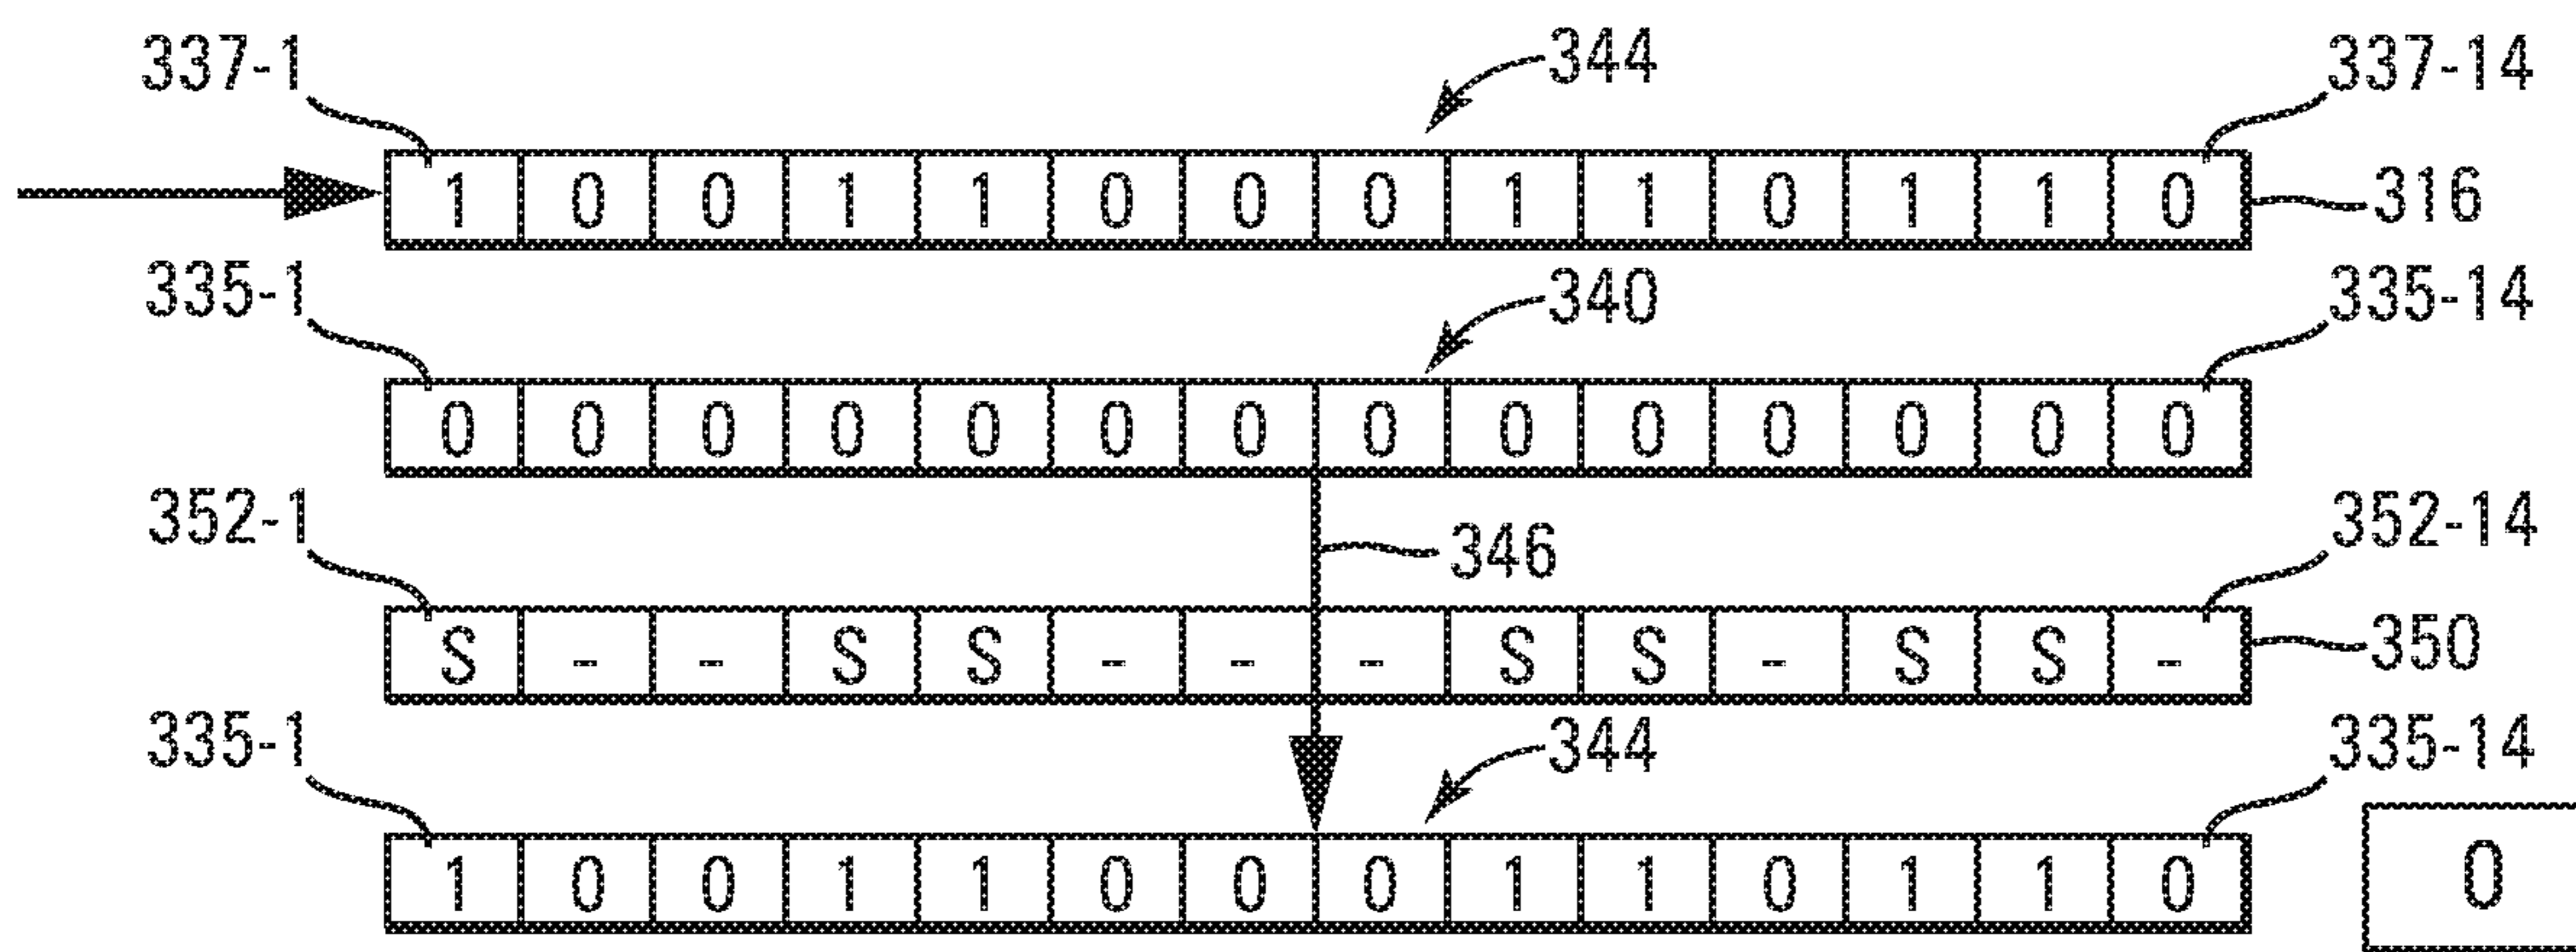 337-1 344 337-14
1 0 0 1 1 0 0 0 1 1 0 1 1 0 316
335-1 340 335-14
0 0 0 0 0 0 0 0 0 0 0 0 0 0
352-1 346 352-14
S - - S S - - - S S - S S - 350
335-1 344 335-14
1 0 0 1 1 0 0 0 1 1 0 1 1 0 0